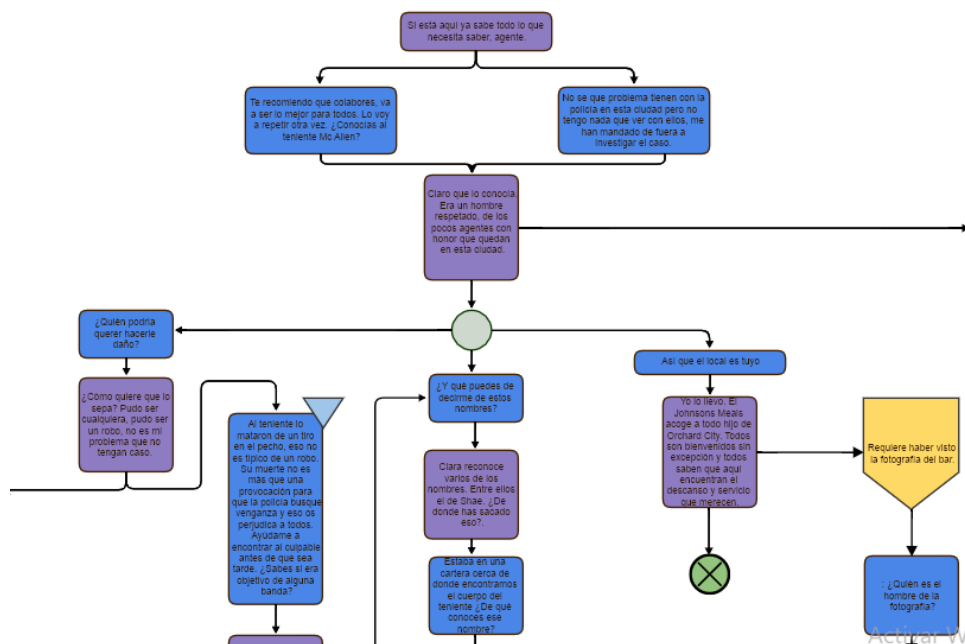 Si está aquí ya sabe todo lo que
necesita saber, agente.
Te recomiendo que colabores, va
a ser lo mejor para todos. Lo voy
a repetir otra vez. ¿Conocías al
teniente Mc Allen?
No se que problema tienen con la
policía en esta ciudad pero no
tengo nada que ver con ellos, me
han mandado de fuera a
investigar el caso.
Claro que lo conocía.
Era un hombre
respetado, de los
pocos agentes con
honor que quedan
en esta ciudad.
¿Quién podría
querer hacerle
daño?
¿Cómo quiere que lo
sepa? Pudo ser
cualquiera, pudo ser
un robo, no es mi
problema que no
tengan caso.
Al teniente lo
mataron de un tiro
en el pecho, eso no
es típico de un robo.
Su muerte no es
más que una
provocación para
que la policía busque
venganza y eso os
perjudica a todos.
Ayúdame a
encontrar al culpable
antes de que sea
tarde. ¿Sabes si era
objetivo de alguna
banda?
¿Y qué puedes de
decirme de estos
nombres?
Clara reconoce
varios de los
nombres. Entre ellos
el de Shae. ¿De
donde has sacado
eso?.
Estaba en una
cartera cerca de
donde encontramos
el cuerpo del
teniente ¿De qué
conoces ese
nombre?
Así que el local es tuyo
Yo lo llevo. El
Johnsons Meals
acoge a todo hijo de
Orchard City. Todos
son bienvenidos sin
excepción y todos
saben que aquí
encuentran el
descanso y servicio
que merecen.
Requiere haber visto
la fotografía del bar.
: ¿Quién es el
hombre de la
fotografía?
Activar W